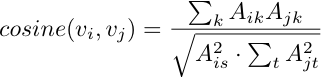 cosine(v_i, v_j) = \frac{\sum_k A_{ik} A_{jk}}{\sqrt{A_{is}^2 \cdot \sum_t A_{jt}^2}}